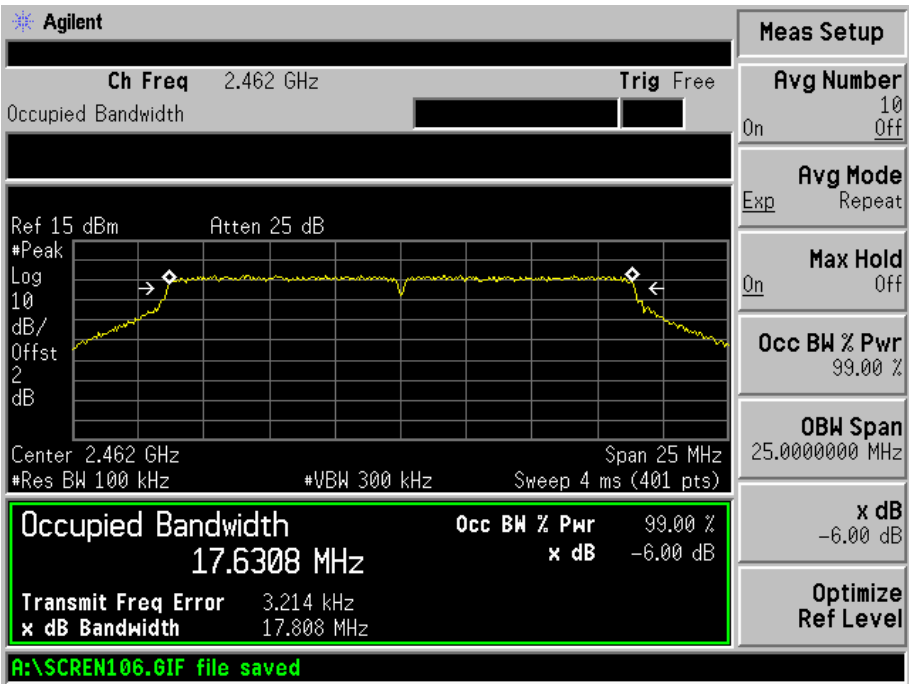 Agilent
Ch Freq 2.462 GHz Trig Free
Occupied Bandwidth
Ref 15 dBm Atten 25 dB
#Peak
Log
10
dB/
Offst
2
dB
Center 2.462 GHz Span 25 MHz
#Res BW 100 kHz #VBW 300 kHz Sweep 4 ms (401 pts)
Occupied Bandwidth
17.6308 MHz
Occ BW % Pwr 99.00 %
x dB -6.00 dB
Transmit Freq Error 3.214 kHz
x dB Bandwidth 17.808 MHz
A:\SCREN106.GIF file saved
Meas Setup
Avg Number
10
On Off
Avg Mode
Exp Repeat
Max Hold
On Off
Occ BW % Pwr
99.00 %
OBW Span
25.0000000 MHz
x dB
-6.00 dB
Optimize
Ref Level